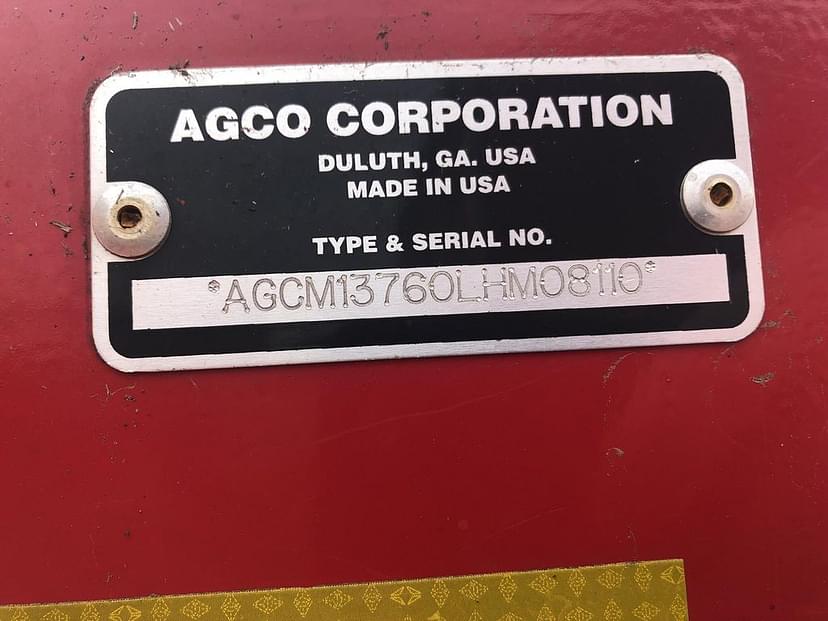 AGCO CORPORATION
DULUTH, GA. USA
MADE IN USA
TYPE & SERIAL NO.
*AGCM13760LHM08110*